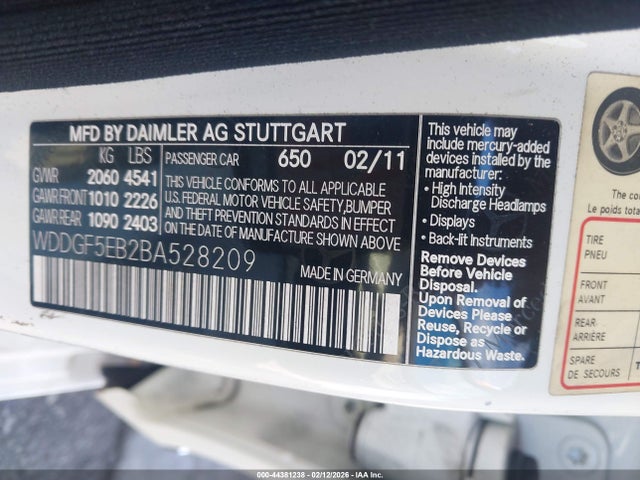 MFD BY DAIMLER AG STUTTGART
KG LBS
GVWR 2060 4541
GAWR FRONT 1010 2226
GAWR REAR 1090 2403
PASSENGER CAR 650 02/11
THIS VEHICLE CONFORMS TO ALL APPLICABLE
U.S. FEDERAL MOTOR VEHICLE SAFETY, BUMPER
AND THEFT PREVENTION STANDARDS IN EFFECT
ON THE DATE OF MANUFACTURE SHOWN ABOVE.
WDDGF5EB2BA528209
MADE IN GERMANY
This vehicle may
include mercury-added
devices installed by the
manufacturer:
• High Intensity
Discharge Headlamps
• Displays
• Back-lit Instruments
Remove Devices
Before Vehicle
Disposal.
Upon Removal of
Devices Please
Reuse, Recycle or
Dispose as
Hazardous Waste.
Le poids total
TIRE
PNEU
FRONT
AVANT
REAR
ARRIÈRE
SPARE
DE SECOURS
000-44381238 - 02/12/2026 - IAA Inc.